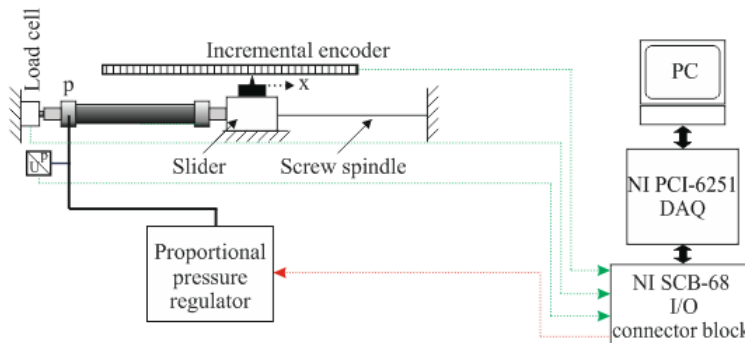 Load cell
Incremental encoder
p
x
PC
U
p
Slider
Screw spindle
NI PCI-6251
DAQ
Proportional
pressure
regulator
NI SCB-68
I/O
connector block